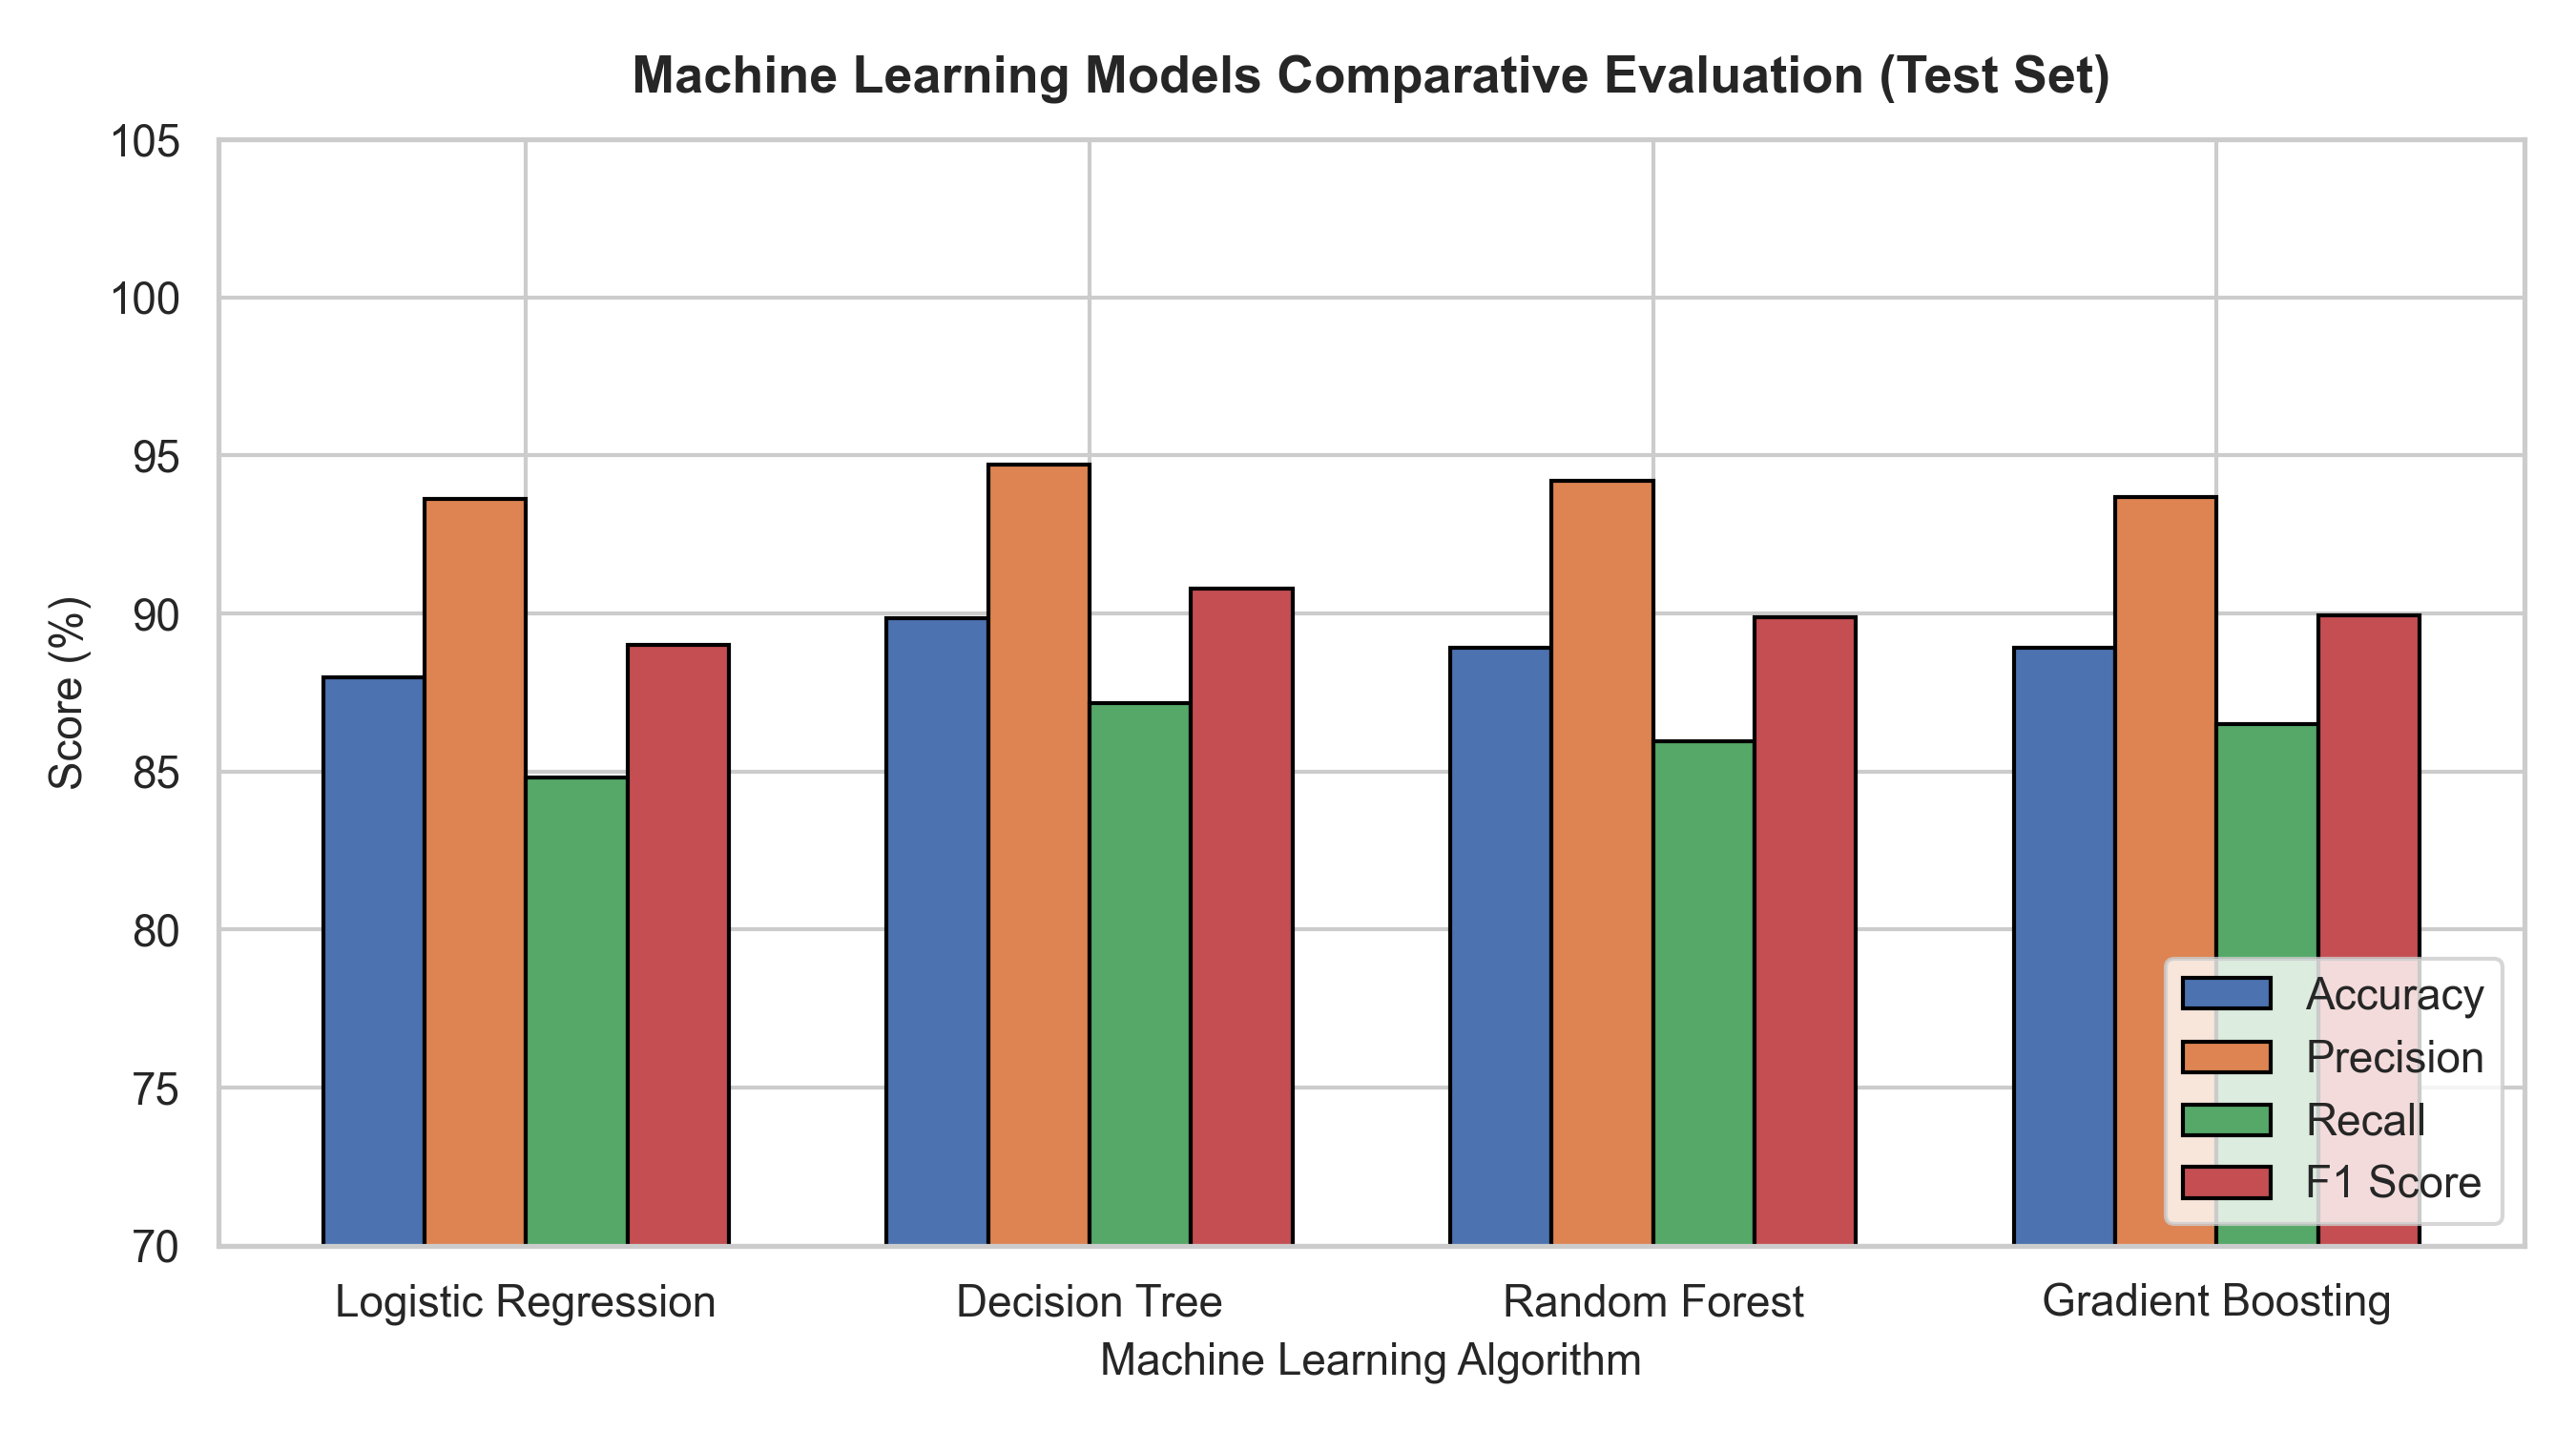 Machine Learning Models Comparative Evaluation (Test Set)
105
100
95
90
85
80
75
70
Score (%)
Accuracy
Precision
Recall
F1 Score
Logistic Regression
Decision Tree
Random Forest
Gradient Boosting
Machine Learning Algorithm